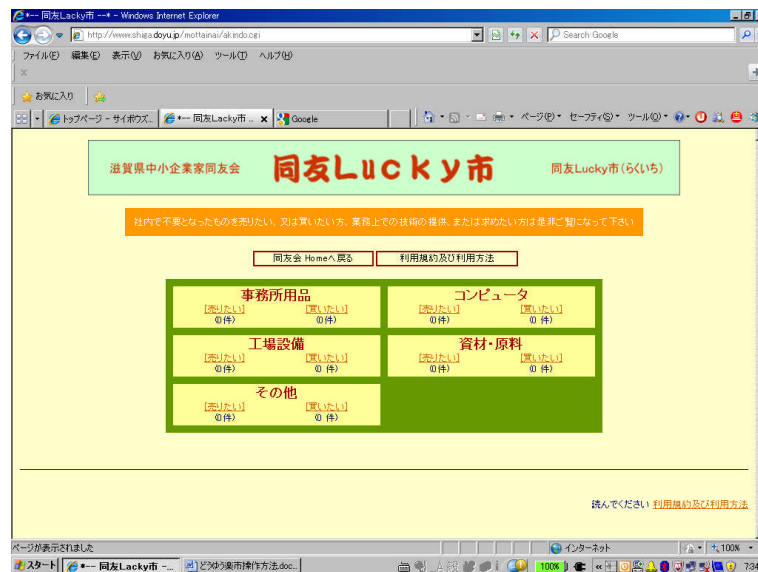 *--- 同友Lacky市 --* - Windows Internet Explorer
http://www.shiga.doyu.jp/mottainai/akindo.cgi
Search Google
ファイル(F) 編集(E) 表示(V) お気に入り(A) ツール(T) ヘルプ(H)
お気に入り
トップページ - サイボウズ... *--- 同友Lacky市 ... Google
ページ(P) セーフティ(S) ツール(O)
滋賀県中小企業家同友会 同友Lucky市 同友Lucky市(らくいち)
社内で不要となったものを売りたい、又は買いたい方、業務上での技術の提供、または求めたい方は是非ご覧になって下さい
同友会 Homeへ戻る 利用規約及び利用方法
事務所用品 コンピュータ
[売りたい] [買いたい] [売りたい] [買いたい]
(0件) (0件) (0件) (0 件)
工場設備 資材・原料
[売りたい] [買いたい] [売りたい] [買いたい]
(0件) (0 件) (0件) (0 件)
その他
[売りたい] [買いたい]
(0件) (0 件)
読んでください 利用規約及び利用方法
ページが表示されました インターネット 100%
スタート *--- 同友Lacky市 -... どうゆう楽市操作方法.doc... 100% 7:34